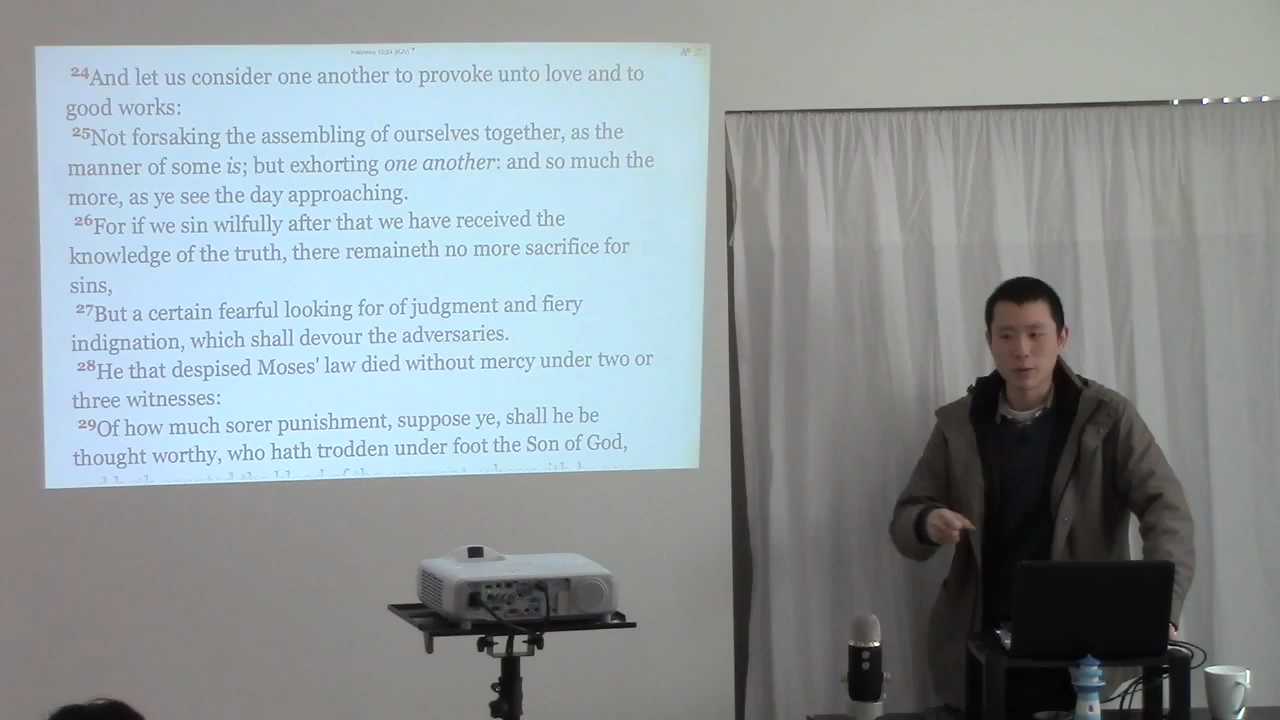 Hebrews 10:24 (KJV)
24And let us consider one another to provoke unto love and to
good works:
25Not forsaking the assembling of ourselves together, as the
manner of some is; but exhorting one another: and so much the
more, as ye see the day approaching.
26For if we sin wilfully after that we have received the
knowledge of the truth, there remaineth no more sacrifice for
sins,
27But a certain fearful looking for of judgment and fiery
indignation, which shall devour the adversaries.
28He that despised Moses' law died without mercy under two or
three witnesses:
29Of how much sorer punishment, suppose ye, shall he be
thought worthy, who hath trodden under foot the Son of God,